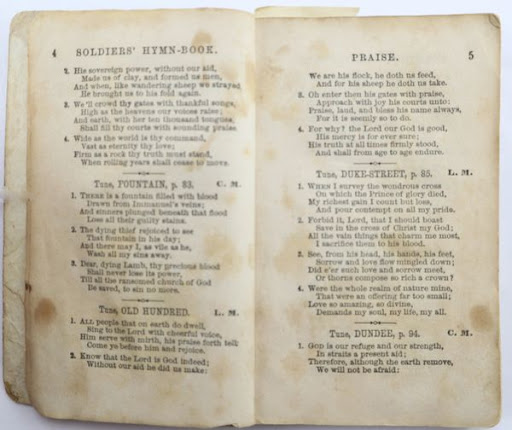 4 SOLDIERS' HYMN-BOOK.
2. His sovereign power, without our aid,
Made us of clay, and formed us men,
And when, like wandering sheep we strayed
He brought us to his fold again.
3. We'll crowd thy gates with thankful songs,
High as the heavens our voices raise;
And earth, with her ten thousand tongues,
Shall fill thy courts with sounding praise.
4. Wide as the world is thy command,
Vast as eternity thy love;
Firm as a rock thy truth must stand,
When rolling years shall cease to move.
Tune, FOUNTAIN, p. 83. C. M.
1. THERE is a fountain filled with blood
Drawn from Immanuel's veins;
And sinners plunged beneath that flood
Lose all their guilty stains.
2. The dying thief rejoiced to see
That fountain in his day;
And there may I, as vile as he,
Wash all my sins away.
3. Dear, dying Lamb, thy precious blood
Shall never lose its power,
Till all the ransomed church of God
Be saved, to sin no more.
Tune, OLD HUNDRED. L. M.
1. ALL people that on earth do dwell,
Sing to the Lord with cheerful voice,
Him serve with mirth, his praise forth tell;
Come ye before him and rejoice.
2. KNOW that the Lord is God indeed;
Without our aid he did us make:
PRAISE. 5
We are his flock, he doth us feed,
And for his sheep he doth us take.
3. Oh enter then his gates with praise,
Approach with joy his courts unto:
Praise, laud, and bless his name always,
For it is seemly so to do.
4. For why? the Lord our God is good,
His mercy is for ever sure;
His truth at all times firmly stood,
And shall from age to age endure.
Tune, DUKE-STREET, p. 85. L. M.
1. WHEN I survey the wondrous cross
On which the Prince of glory died,
My richest gain I count but loss,
And pour contempt on all my pride.
2. Forbid it, Lord, that I should boast
Save in the cross of Christ my God;
All the vain things that charm me most,
I sacrifice them to his blood.
3. See, from his head, his hands, his feet,
Sorrow and love flow mingled down;
Did e'er such love and sorrow meet,
Or thorns compose so rich a crown?
4. Were the whole realm of nature mine,
That were an offering far too small;
Love so amazing, so divine,
Demands my soul, my life, my all.
Tune, DUNDEE, p. 94. C. M.
1. GOD is our refuge and our strength,
In straits a present aid;
Therefore, although the earth remove,
We will not be afraid: